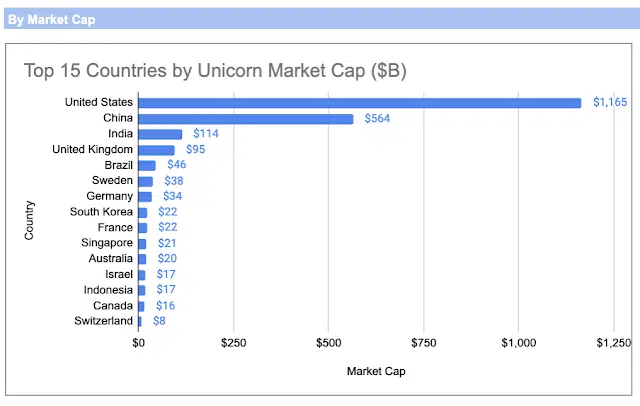 By Market Cap
Top 15 Countries by Unicorn Market Cap ($B)
United States $1,165
China $564
India $114
United Kingdom $95
Brazil $46
Sweden $38
Germany $34
South Korea $22
France $22
Singapore $21
Australia $20
Israel $17
Indonesia $17
Canada $16
Switzerland $8
Country
$0 $250 $500 $750 $1,000 $1,250
Market Cap